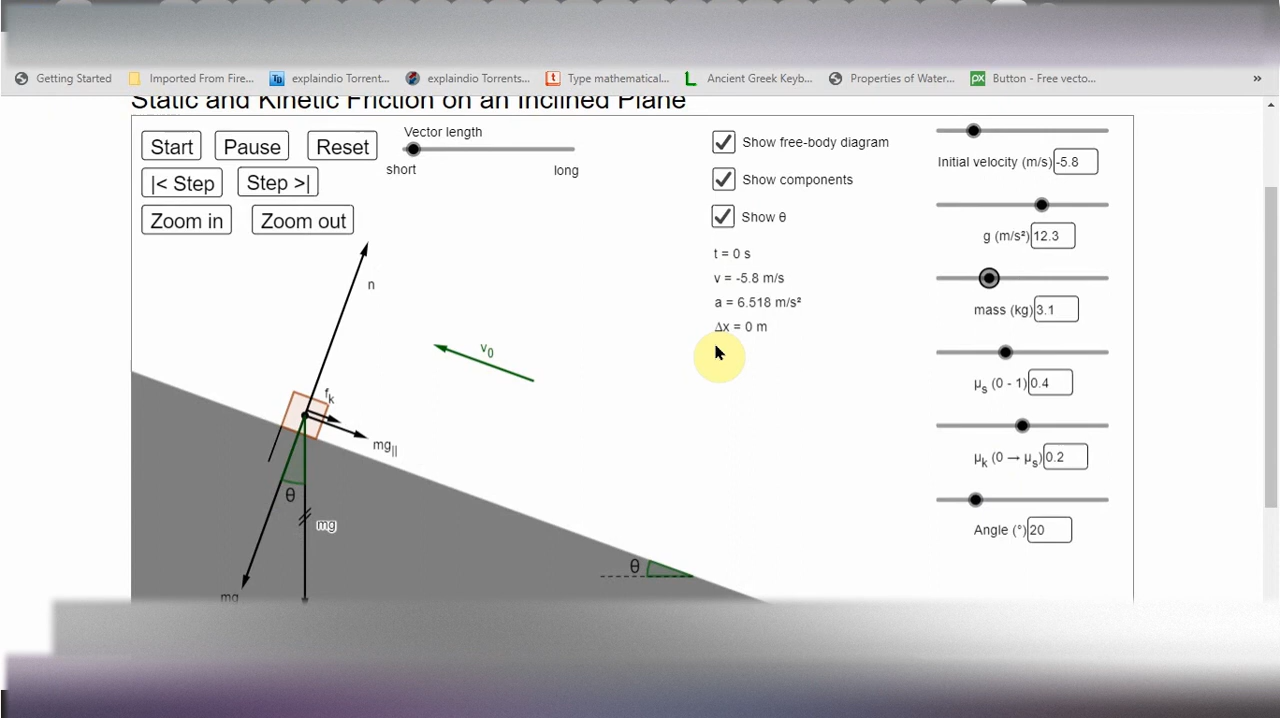 Getting Started Imported From Fire... explaindio Torrent... explaindio Torrents... Type mathematical... Ancient Greek Keyb... Properties of Water... px Button - Free vecto... »
Static and Kinetic Friction on an Inclined Plane
Start Pause Reset
|< Step Step >|
Zoom in Zoom out
Vector length
short long
Show free-body diagram
Show components
Show θ
t = 0 s
v = -5.8 m/s
a = 6.518 m/s²
Δx = 0 m
Initial velocity (m/s) -5.8
g (m/s²) 12.3
mass (kg) 3.1
μs (0 - 1) 0.4
μk (0 → μs) 0.2
Angle (°) 20
n
v0
fk
mg||
θ
mg
θ
mg